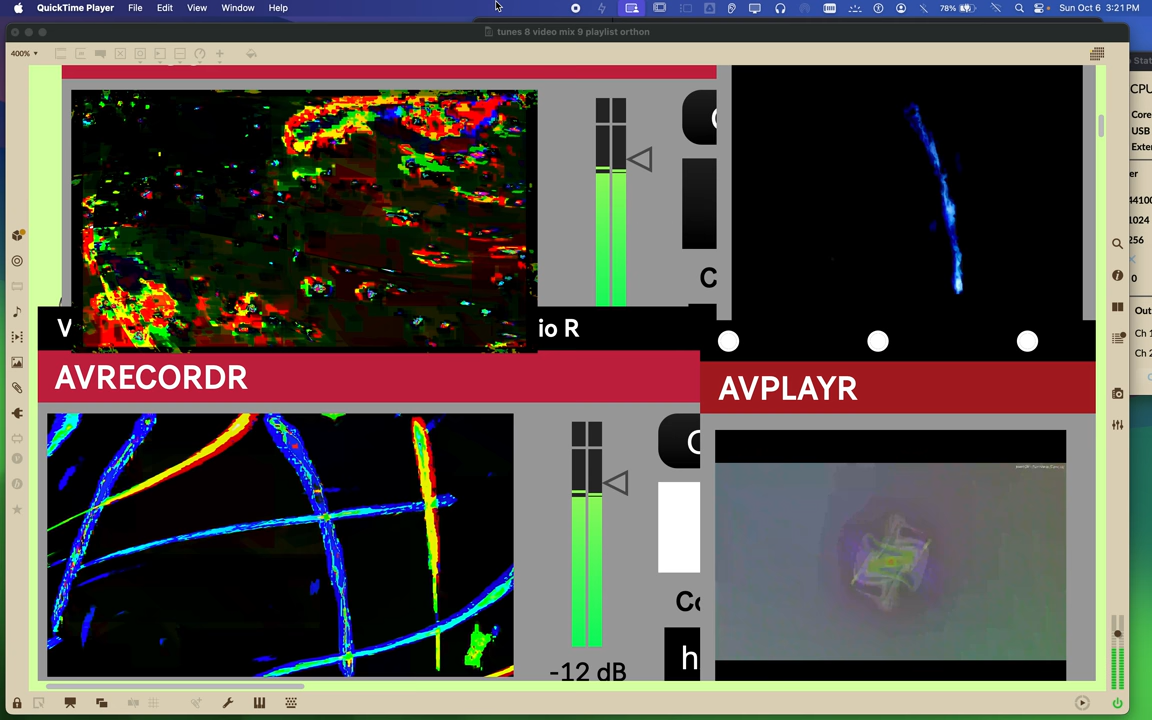 QuickTime Player File Edit View Window Help 78% Sun Oct 6 3:21 PM
tunes 8 video mix 9 playlist orthon
400%
Stat
CPU
Core
USB
Exter
er
44100
1024
256
0
Out
Ch 1
Ch 2
C
V
io R
AVRECORDR
AVPLAYR
Co
h
-12 dB